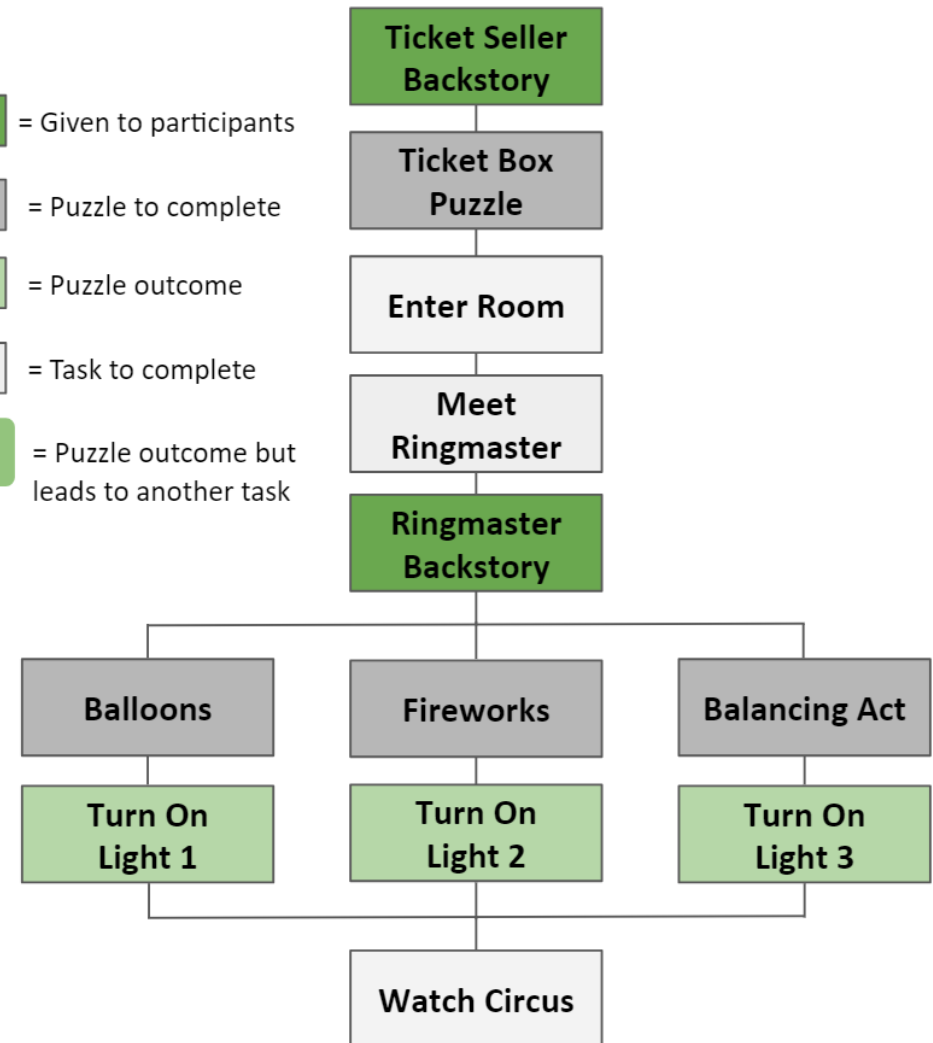 Ticket Seller
Backstory
= Given to participants
Ticket Box
Puzzle
= Puzzle to complete
= Puzzle outcome
Enter Room
= Task to complete
Meet
Ringmaster
= Puzzle outcome but
leads to another task
Ringmaster
Backstory
Balloons
Fireworks
Balancing Act
Turn On
Light 1
Turn On
Light 2
Turn On
Light 3
Watch Circus